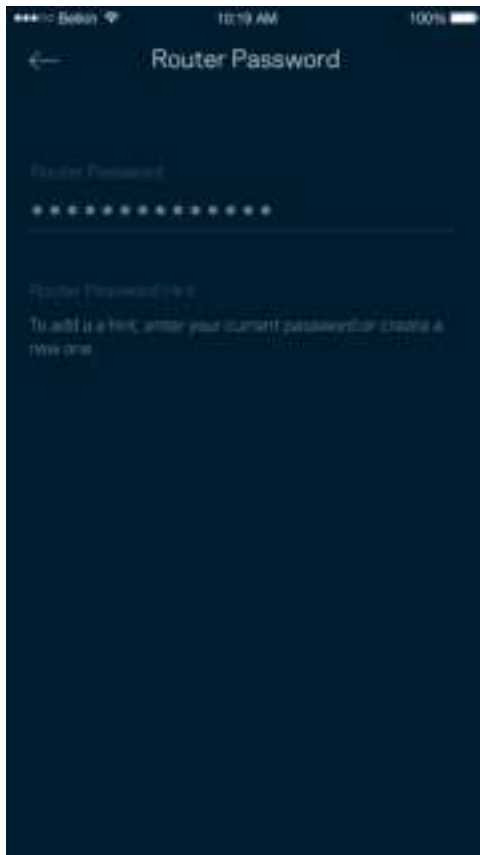 Belkin 10:19 AM 100%
Router Password
Router Password
Router Password Hint
To add a a hint, enter your current password or create a
new one